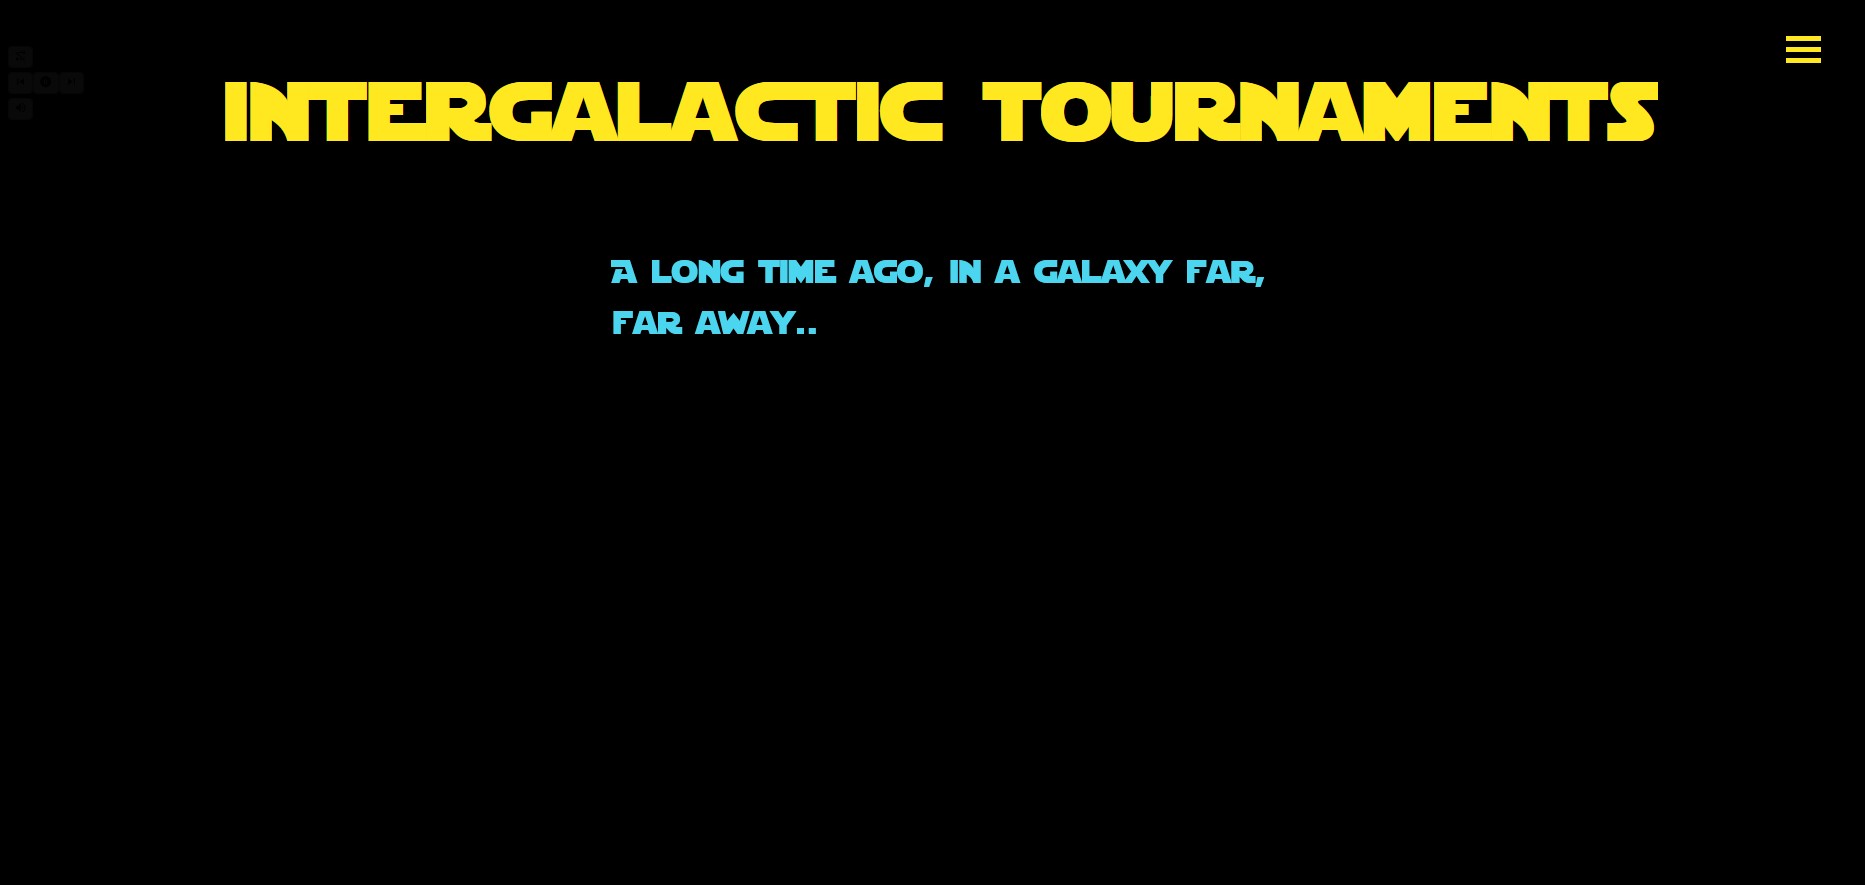 INTERGALACTIC TOURNAMENTS
A LONG TIME AGO, IN A GALAXY FAR,
FAR AWAY..